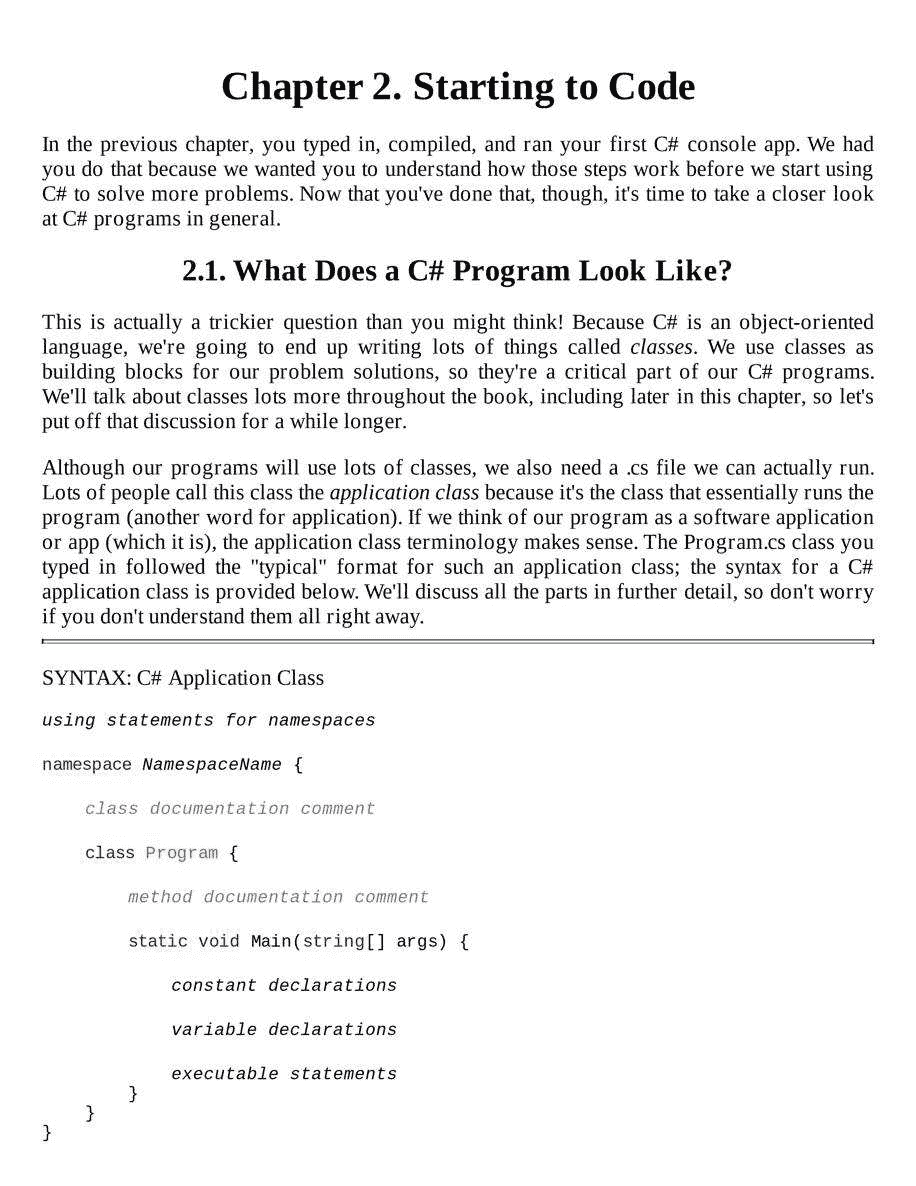 Chapter 2. Starting to Code
In the previous chapter, you typed in, compiled, and ran your first C# console app. We had
you do that because we wanted you to understand how those steps work before we start using
C# to solve more problems. Now that you've done that, though, it's time to take a closer look
at C# programs in general.
2.1. What Does a C# Program Look Like?
This is actually a trickier question than you might think! Because C# is an object-oriented
language, we're going to end up writing lots of things called classes. We use classes as
building blocks for our problem solutions, so they're a critical part of our C# programs.
We'll talk about classes lots more throughout the book, including later in this chapter, so let's
put off that discussion for a while longer.
Although our programs will use lots of classes, we also need a .cs file we can actually run.
Lots of people call this class the application class because it's the class that essentially runs the
program (another word for application). If we think of our program as a software application
or app (which it is), the application class terminology makes sense. The Program.cs class you
typed in followed the "typical" format for such an application class; the syntax for a C#
application class is provided below. We'll discuss all the parts in further detail, so don't worry
if you don't understand them all right away.
SYNTAX: C# Application Class
using statements for namespaces
namespace NamespaceName {
class documentation comment
class Program {
method documentation comment
static void Main(string[] args) {
constant declarations
variable declarations
executable statements
}
}
}